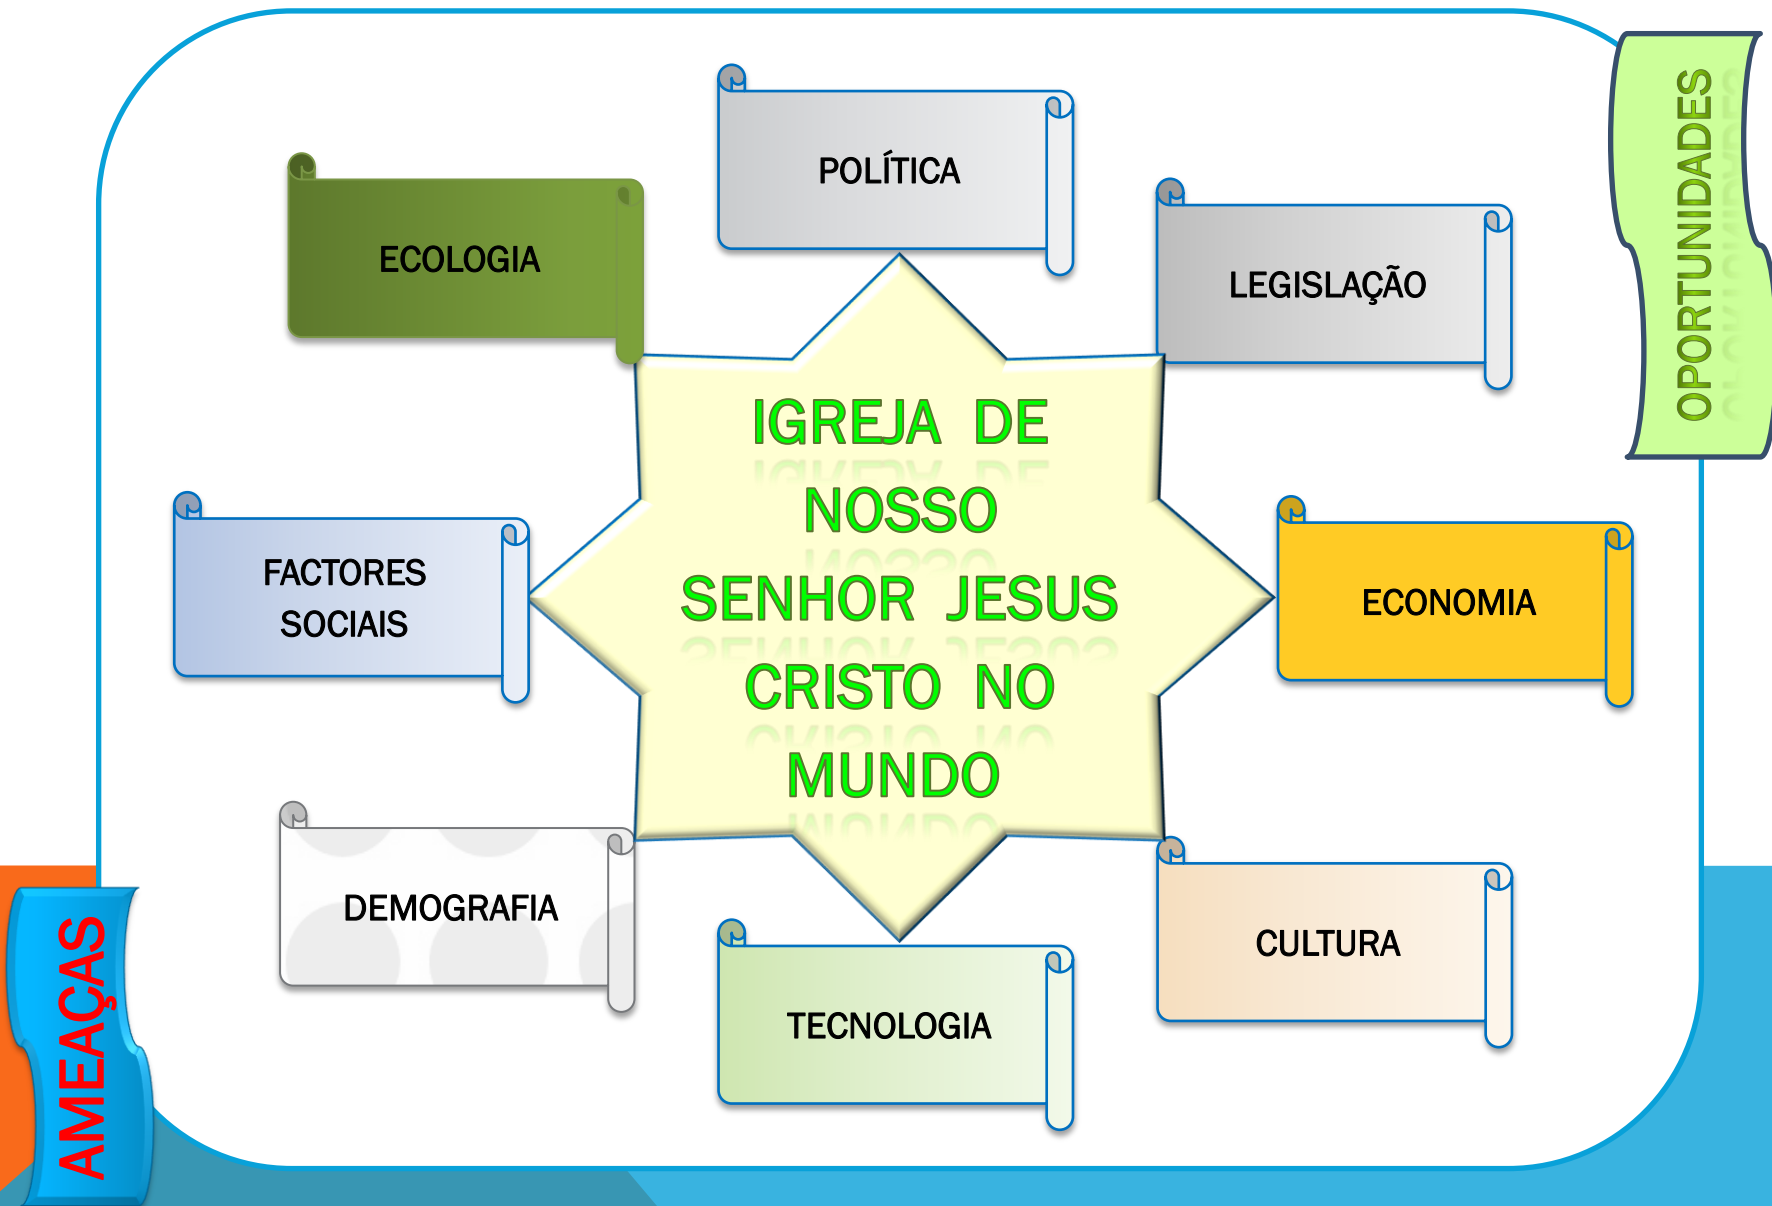 POLÍTICA
OPORTUNIDADES
ECOLOGIA
LEGISLAÇÃO
IGREJA DE
NOSSO
SENHOR JESUS
CRISTO NO
MUNDO
FACTORES
SOCIAIS
ECONOMIA
DEMOGRAFIA
CULTURA
TECNOLOGIA
AMEAÇAS